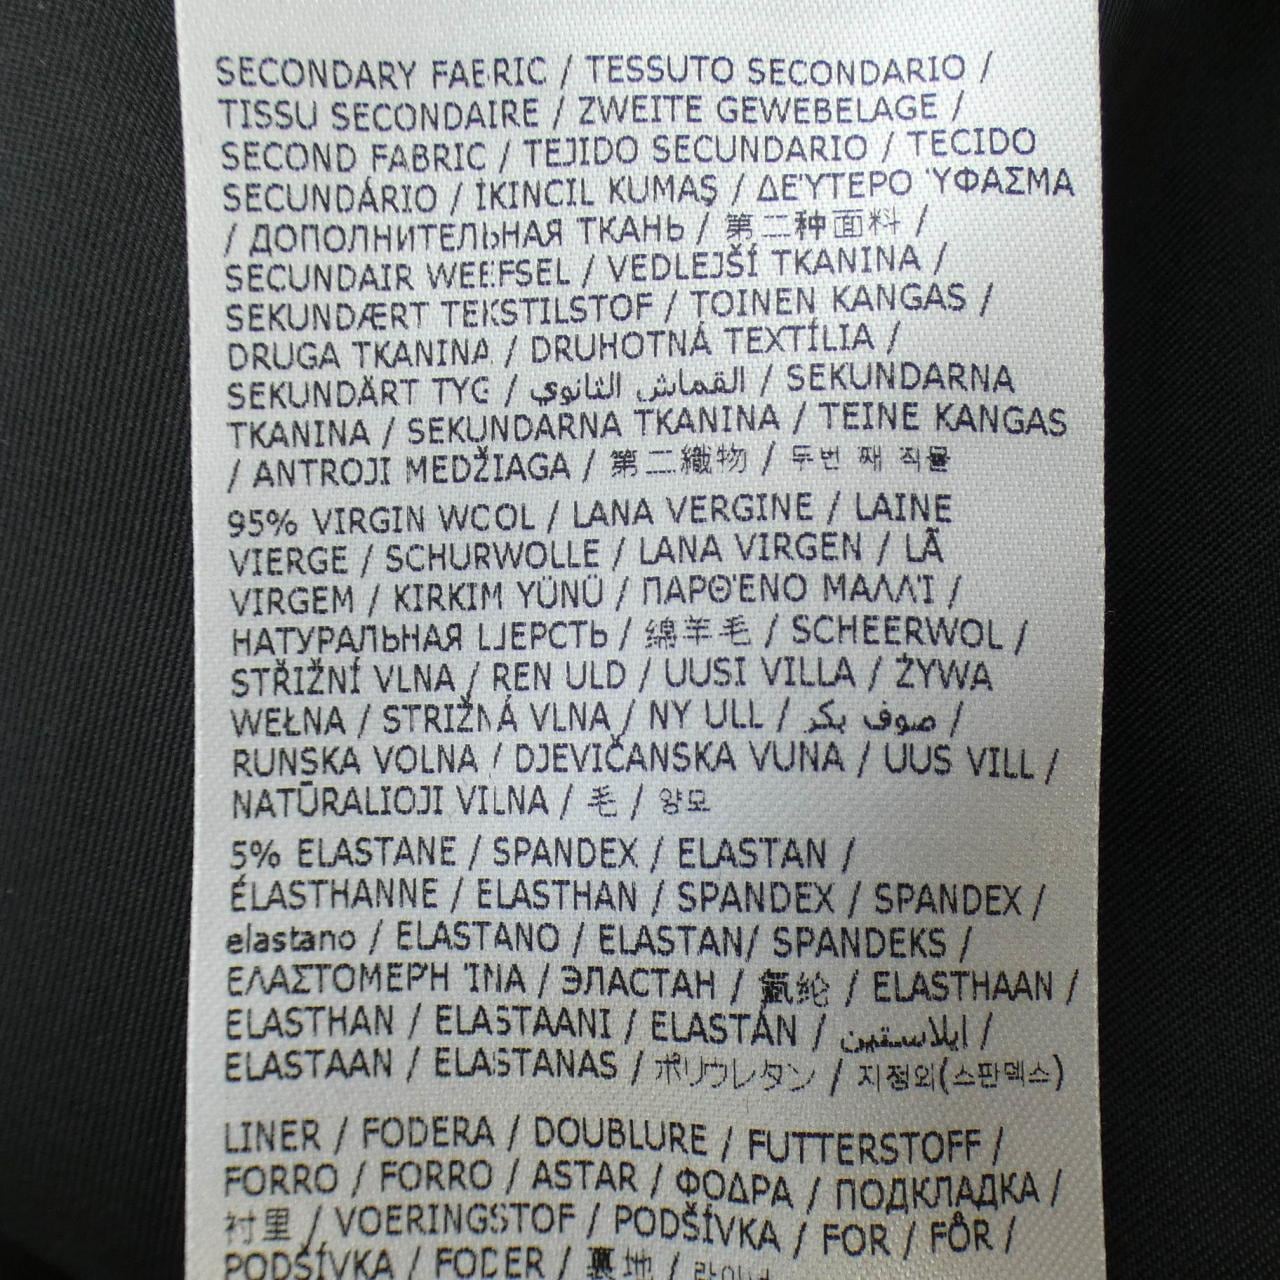 SECONDARY FABRIC / TESSUTO SECONDARIO /
TISSU SECONDAIRE / ZWEITE GEWEBELAGE /
SECOND FABRIC / TEJIDO SECUNDARIO / TECIDO
SECUNDÁRIO / İKINCIL KUMAŞ / ΔΕΎΤΕΡΟ ΎΦΑΣΜΑ
/ ДОПОЛНИТЕЛЬНАЯ ТКАНЬ / 第二种面料 /
SECUNDAIR WEEFSEL / VEDLEJŠÍ TKANINA /
SEKUNDÆRT TEKSTILSTOF / TOINEN KANGAS /
DRUGA TKANINA / DRUHOTNÁ TEXTÍLIA /
SEKUNDÄRT TYG / القماش الثانوي / SEKUNDARNA
TKANINA / SEKUNDARNA TKANINA / TEINE KANGAS
/ ANTROJI MEDŽIAGA / 第二織物 / 두번 째 직물
95% VIRGIN WOOL / LANA VERGINE / LAINE
VIERGE / SCHURWOLLE / LANA VIRGEN / LÃ
VIRGEM / KIRKIM YÜNÜ / ΠΑΡΘΈΝΟ ΜΑΛΛΊ /
НАТУРАЛЬНАЯ ШЕРСТЬ / 绵羊毛 / SCHEERWOL /
STŘIŽNÍ VLNA / REN ULD / UUSI VILLA / ŻYWA
WEŁNA / STRIŽNÁ VLNA / NY ULL / صوف بكر /
RUNSKA VOLNA / DJEVIČANSKA VUNA / UUS VILL /
NATŪRALIOJI VILNA / 毛 / 양모
5% ELASTANE / SPANDEX / ELASTAN /
ÉLASTHANNE / ELASTHAN / SPANDEX / SPANDEX /
elastano / ELASTANO / ELASTAN/ SPANDEKS /
ΕΛΑΣΤΟΜΕΡΉ ΊΝΑ / ЭЛАСТАН / 氨纶 / ELASTHAAN /
ELASTHAN / ELASTAANI / ELASTÁN / ايلاستين /
ELASTAAN / ELASTANAS / ポリウレタン / 지정외(스판덱스)
LINER / FODERA / DOUBLURE / FUTTERSTOFF /
FORRO / FORRO / ASTAR / ΦΟΔΡΑ / ПОДКЛАДКА /
衬里 / VOERINGSTOF / PODŠÍVKA / FOR / FÔR /
PODŠÍVKA / FODER / 裏地 /